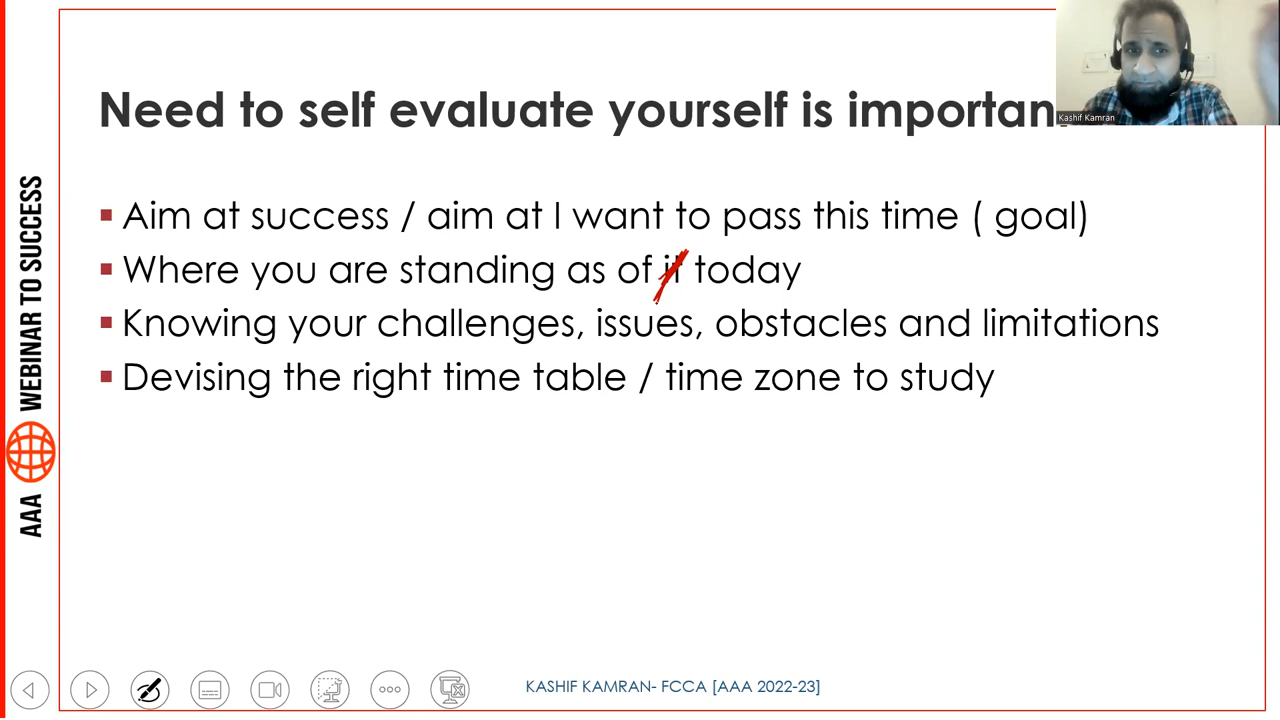 Need to self evaluate yourself is importan
Kashif Kamran
Aim at success / aim at I want to pass this time ( goal)
Where you are standing as of it today
Knowing your challenges, issues, obstacles and limitations
Devising the right time table / time zone to study
AAA WEBINAR TO SUCCESS
KASHIF KAMRAN- FCCA [AAA 2022-23]